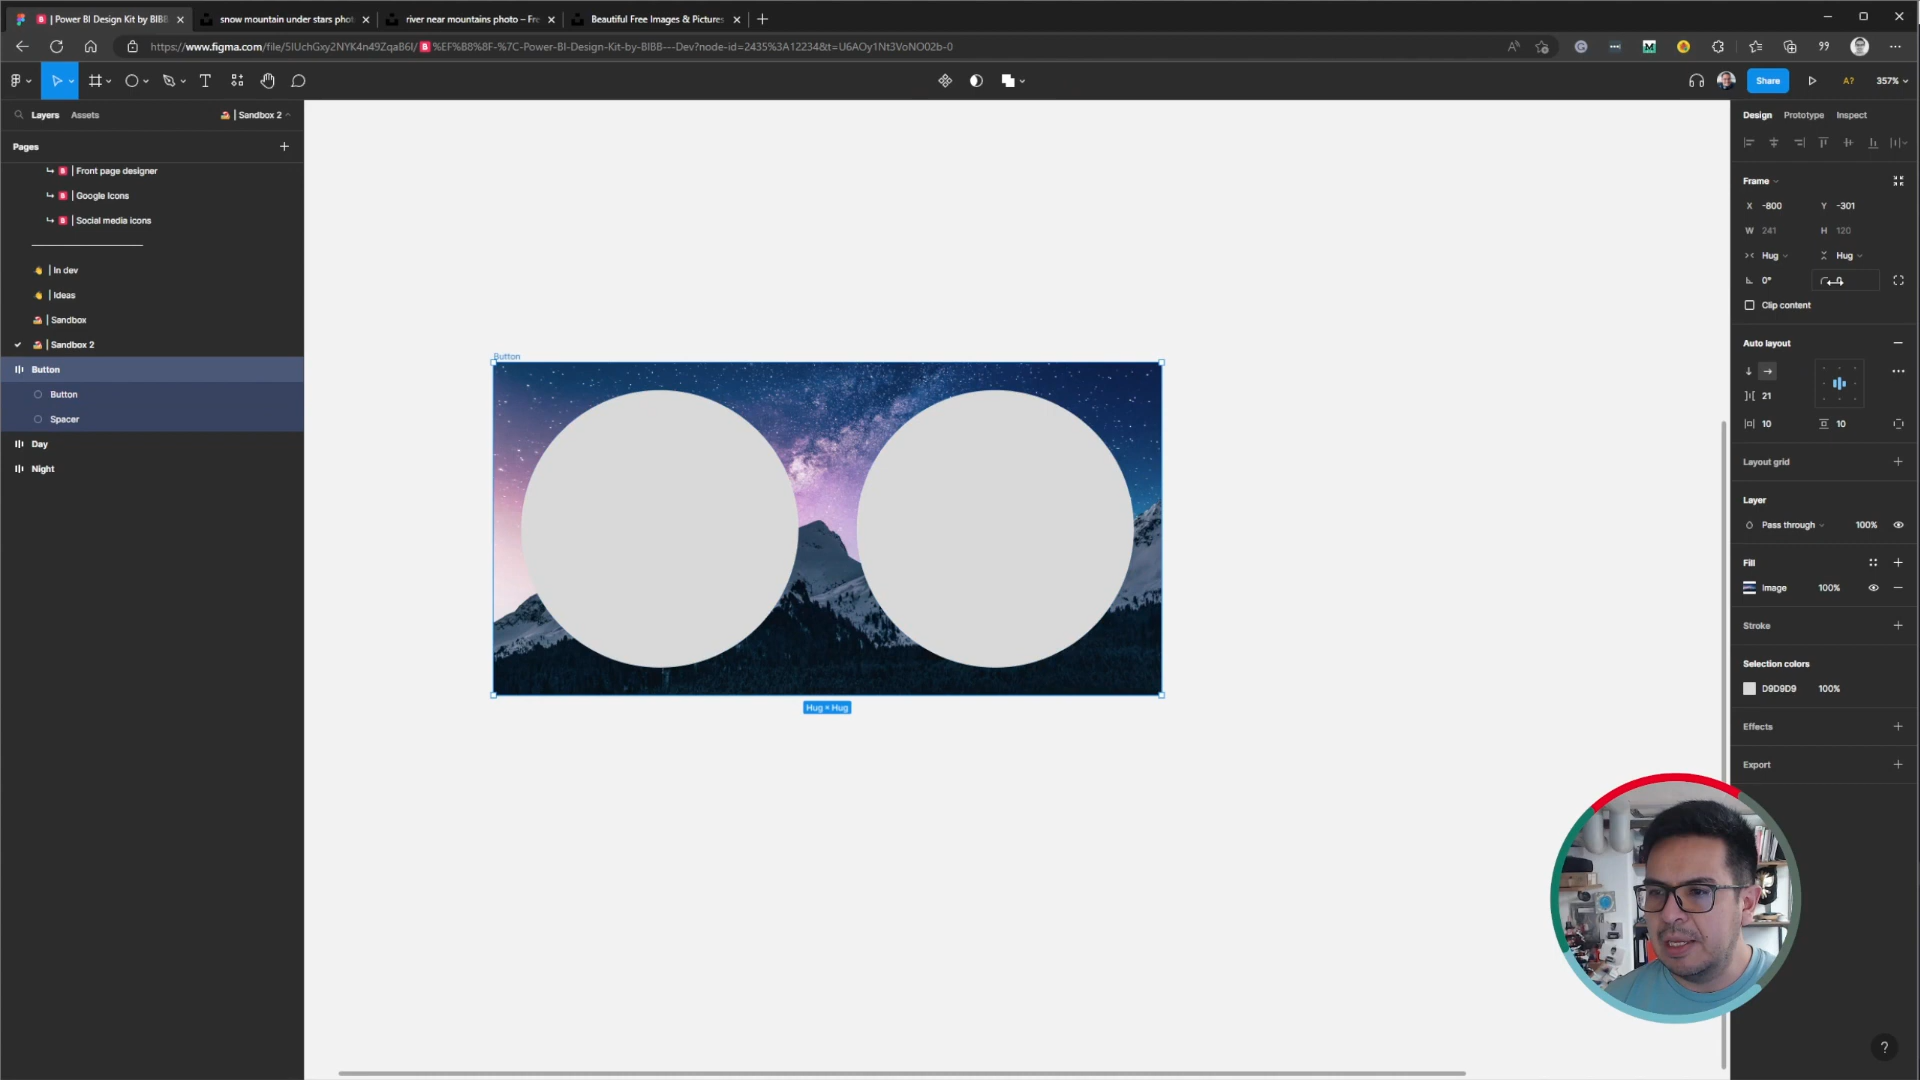 | Power BI Design Kit by BIBB
snow mountain under stars phot
river near mountains photo – Fre
Beautiful Free Images & Pictures
https://www.figma.com/file/5IUchGxy2NYK4n49ZqaB6I/ B %EF%B8%8F-%7C-Power-BI-Design-Kit-by-BIBB---Dev?node-id=2435%3A12234&t=U6AOy1Nt3VoNO02b-0
Share
A?
357%
Layers
Assets
| Sandbox 2
Design
Prototype
Inspect
Pages
B | Front page designer
B | Google Icons
B | Social media icons
| In dev
| Ideas
| Sandbox
| Sandbox 2
Button
Button
Spacer
Day
Night
Button
Hug × Hug
Frame
X -800 Y -301
W 241 H 120
Hug Hug
0°
Clip content
Auto layout
21
10 10
Layout grid
Layer
Pass through 100%
Fill
Image 100%
Stroke
Selection colors
D9D9D9 100%
Effects
Export
?